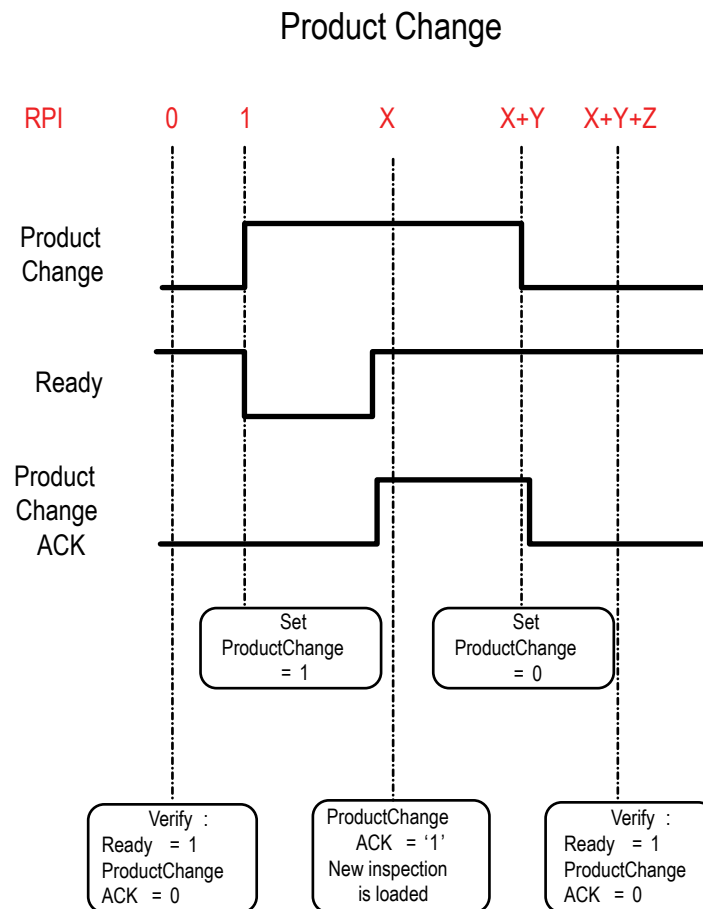 Product Change
RPI 0 1 X X+Y X+Y+Z
Product
Change
Ready
Product
Change
ACK
Set
ProductChange
= 1
Set
ProductChange
= 0
Verify :
Ready = 1
ProductChange
ACK = 0
ProductChange
ACK = ‘1’
New inspection
is loaded
Verify :
Ready = 1
ProductChange
ACK = 0